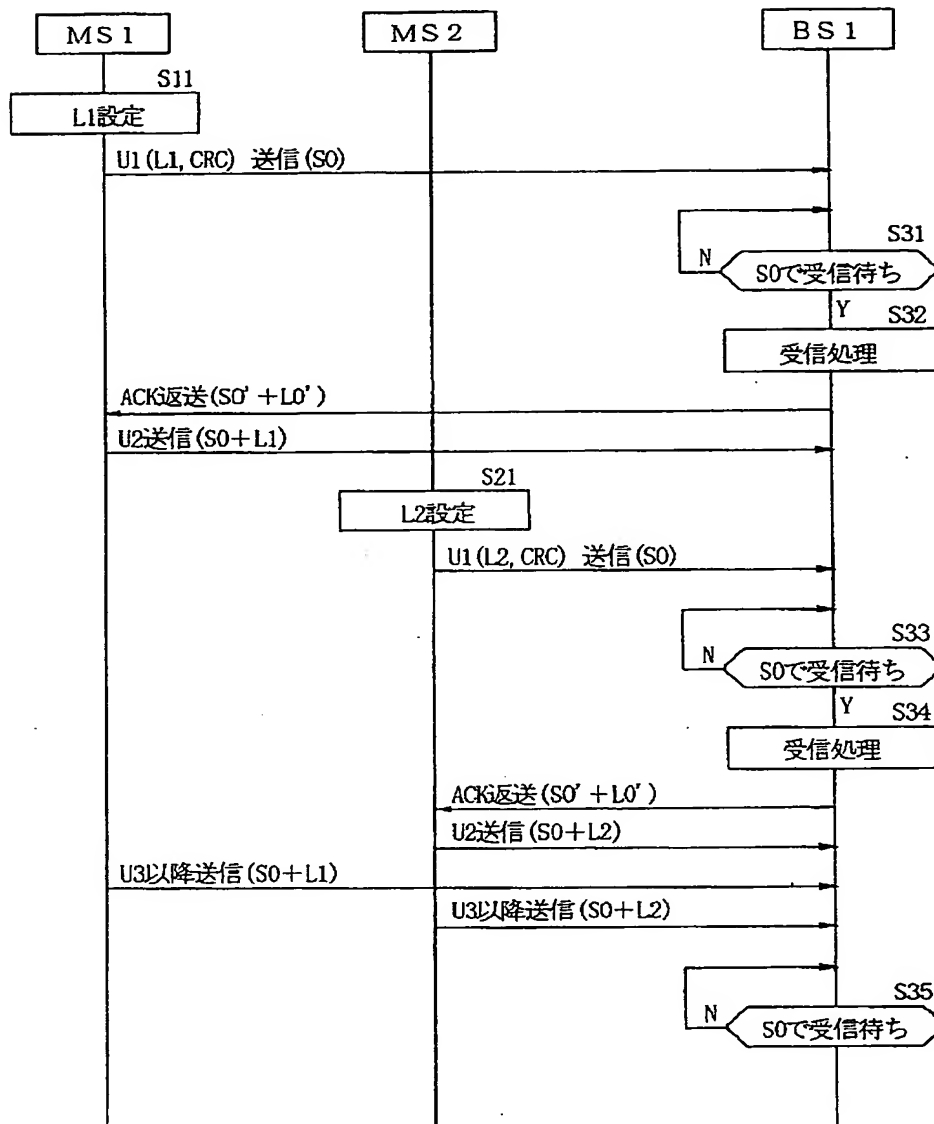 MS1
MS2
BS1
S11
L1設定
U1(L1, CRC) 送信(S0)
S31
N
S0で受信待ち
Y
S32
受信処理
ACK返送(S0'+L0')
U2送信(S0+L1)
S21
L2設定
U1(L2, CRC) 送信(S0)
S33
N
S0で受信待ち
Y
S34
受信処理
ACK返送(S0'+L0')
U2送信(S0+L2)
U3以降送信(S0+L1)
U3以降送信(S0+L2)
S35
N
S0で受信待ち